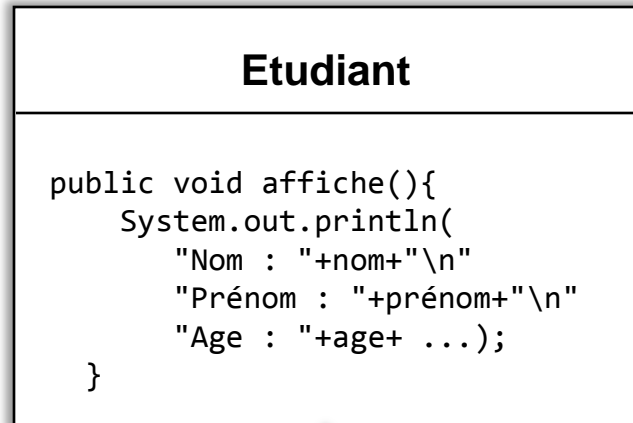 Etudiant
public void affiche(){
System.out.println(
"Nom : "+nom+"\n"
"Prénom : "+prénom+"\n"
"Age : "+age+ ...);
}